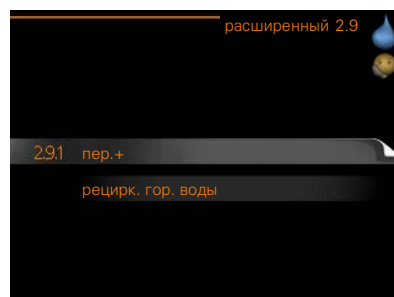 расширенный 2.9
2.9.1 пер.+
рецирк. гор. воды